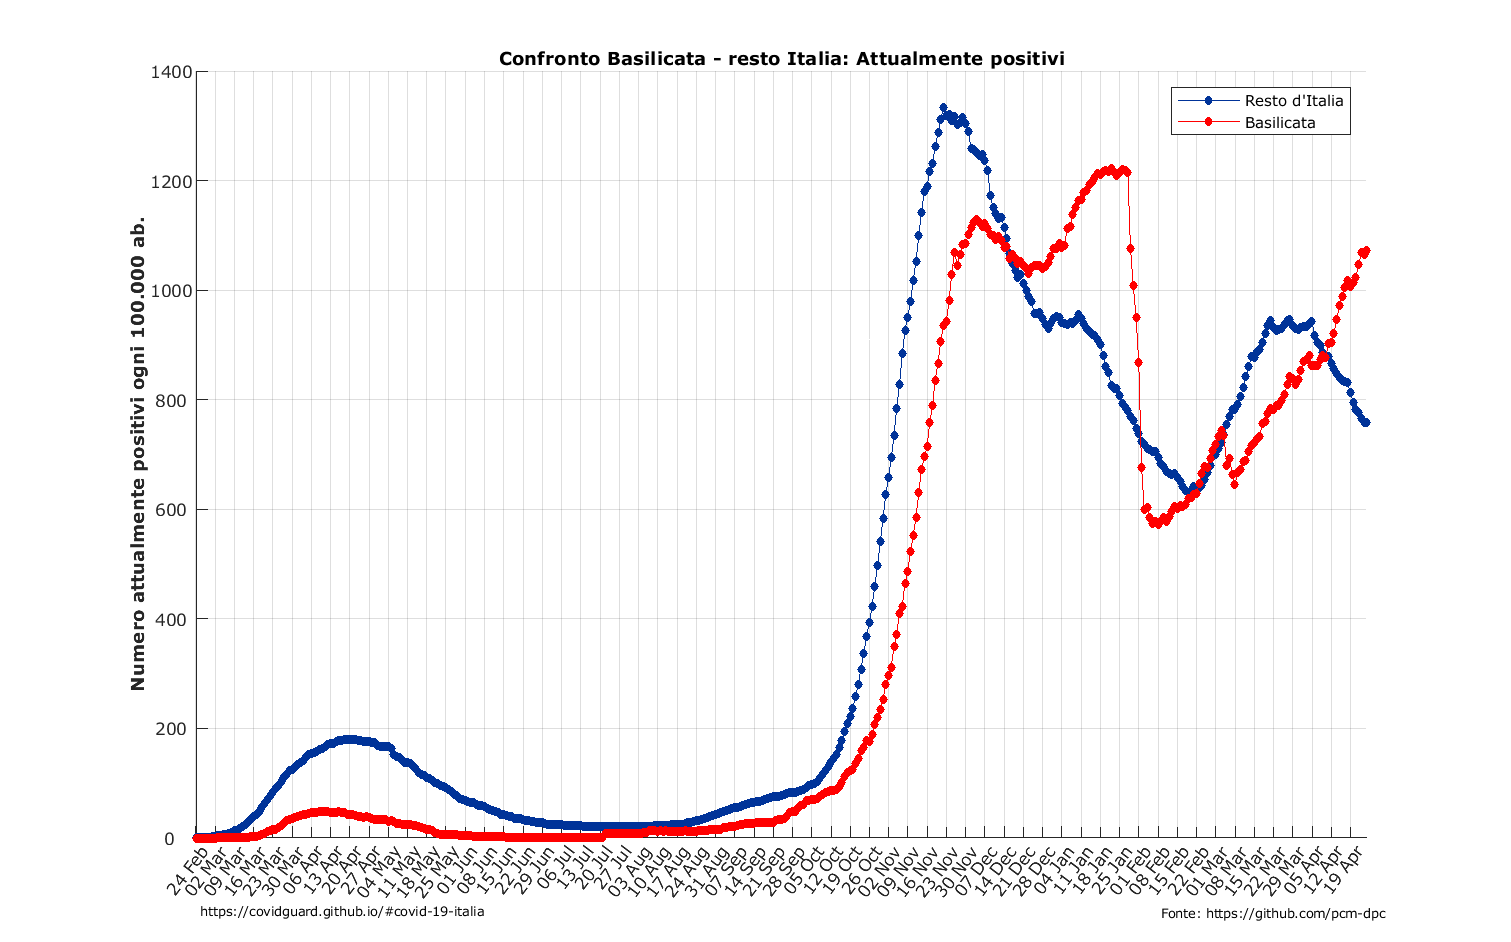 Confronto Basilicata - resto Italia: Attualmente positivi
Resto d'Italia
Basilicata
Numero attualmente positivi ogni 100.000 ab.
1400
1200
1000
800
600
400
200
0
24 Feb
02 Mar
09 Mar
16 Mar
23 Mar
30 Mar
06 Apr
13 Apr
20 Apr
27 Apr
04 May
11 May
18 May
25 May
01 Jun
08 Jun
15 Jun
22 Jun
29 Jun
06 Jul
13 Jul
20 Jul
27 Jul
03 Aug
10 Aug
17 Aug
24 Aug
31 Aug
07 Sep
14 Sep
21 Sep
28 Sep
05 Oct
12 Oct
19 Oct
26 Oct
02 Nov
09 Nov
16 Nov
23 Nov
30 Nov
07 Dec
14 Dec
21 Dec
28 Dec
04 Jan
11 Jan
18 Jan
25 Jan
01 Feb
08 Feb
15 Feb
22 Feb
01 Mar
08 Mar
15 Mar
22 Mar
29 Mar
05 Apr
12 Apr
19 Apr
https://covidguard.github.io/#covid-19-italia
Fonte: https://github.com/pcm-dpc